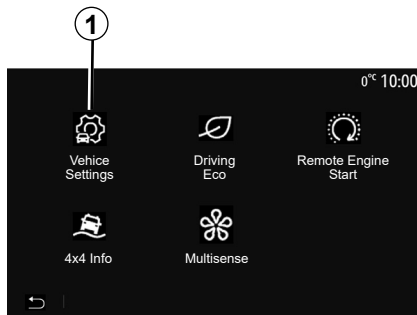 1
0°C 10:00
Vehice
Settings
Driving
Eco
Remote Engine
Start
4x4 Info
Multisense